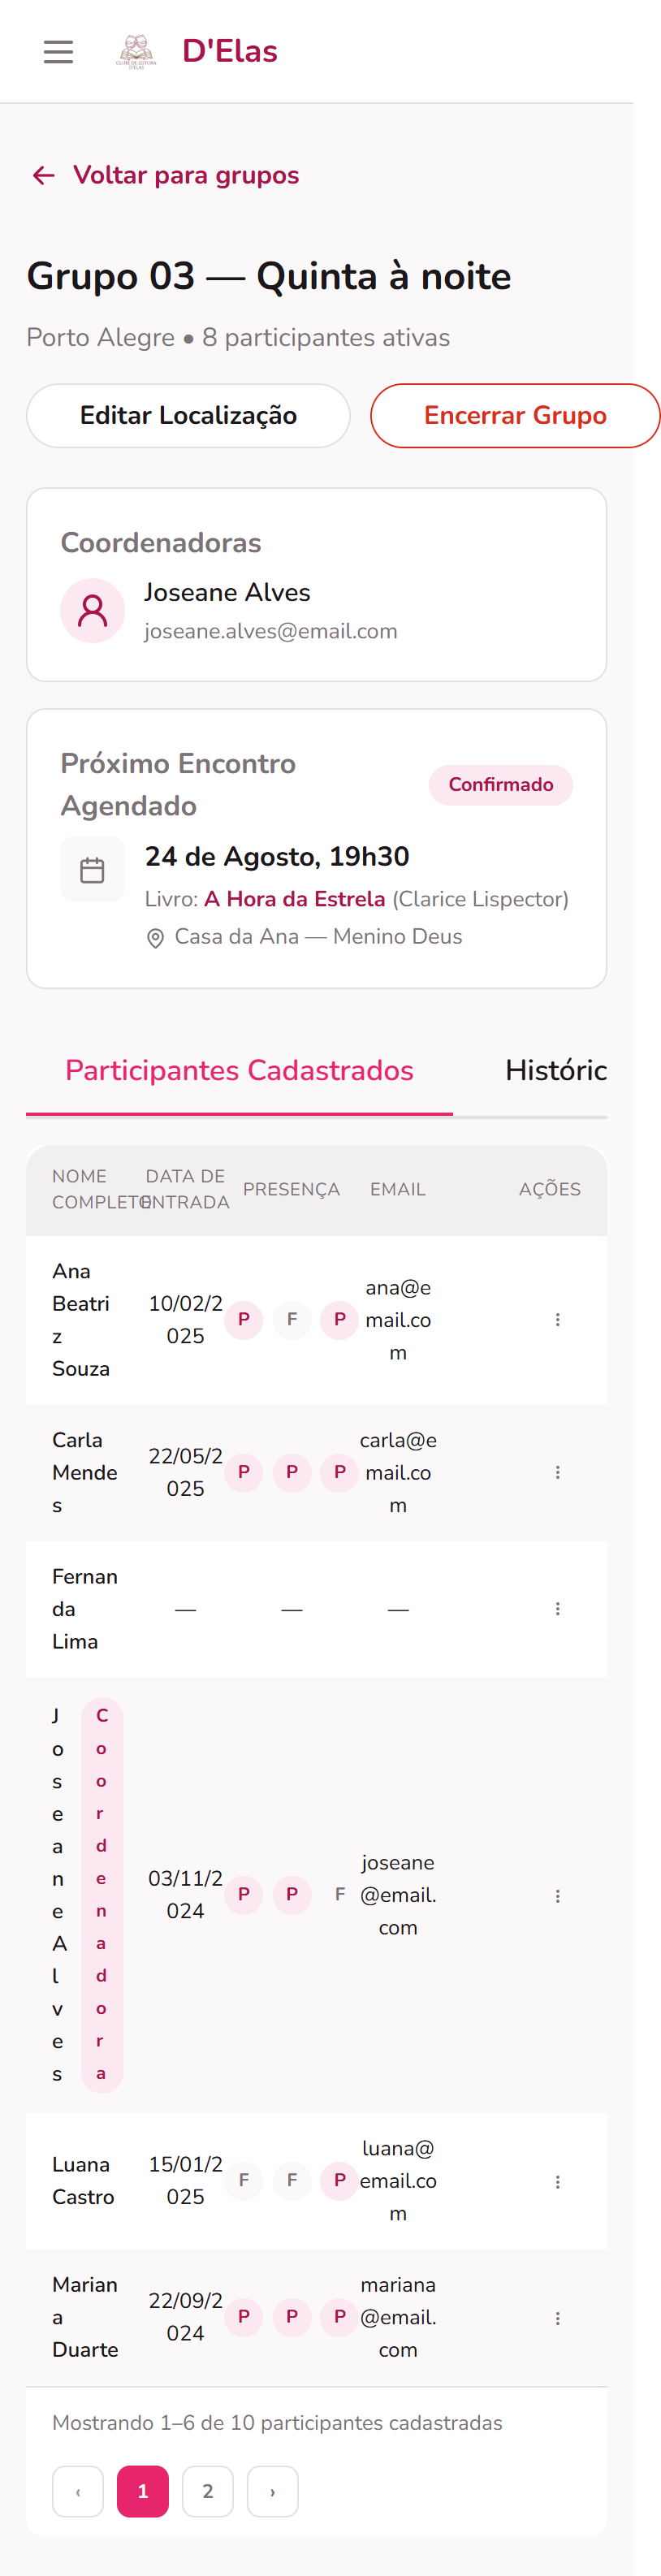 CLUBE DE LEITURA
D'ELAS
D'Elas
Voltar para grupos
Grupo 03 — Quinta à noite
Porto Alegre • 8 participantes ativas
Editar Localização
Encerrar Grupo
Coordenadoras
Joseane Alves
joseane.alves@email.com
Próximo Encontro
Agendado
Confirmado
24 de Agosto, 19h30
Livro: A Hora da Estrela (Clarice Lispector)
Casa da Ana — Menino Deus
Participantes Cadastrados
Históric
NOME
COMPLETO
DATA DE
ENTRADA
PRESENÇA
EMAIL
AÇÕES
Ana
Beatri
z
Souza
10/02/2
025
P F P
ana@e
mail.co
m
Carla
Mende
s
22/05/2
025
P P P
carla@e
mail.co
m
Fernan
da
Lima
— — —
J
o
s
e
a
n
e
A
l
v
e
s
C
o
o
r
d
e
n
a
d
o
r
a
03/11/2
024
P P F
joseane
@email.
com
Luana
Castro
15/01/2
025
F F P
luana@
email.co
m
Marian
a
Duarte
22/09/2
024
P P P
mariana
@email.
com
Mostrando 1–6 de 10 participantes cadastradas
‹ 1 2 ›